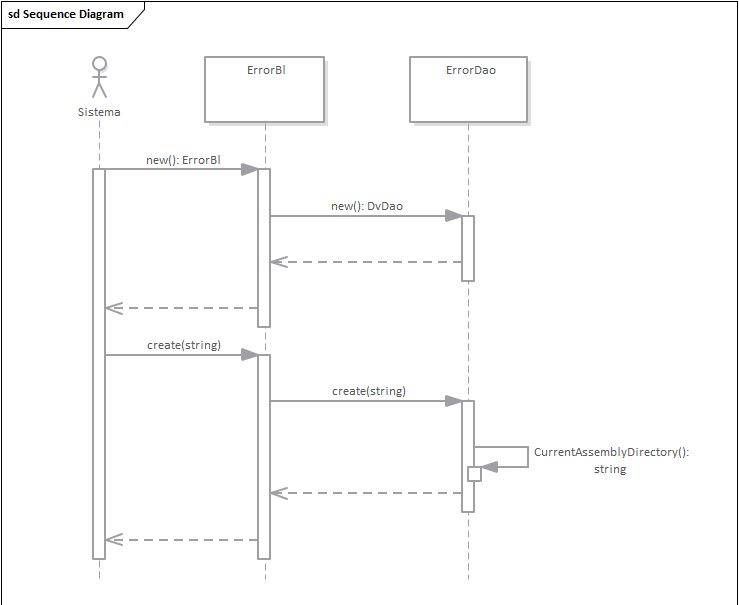 sd Sequence Diagram
ErrorBl
ErrorDao
Sistema
new(): ErrorBl
new(): DvDao
create(string)
create(string)
CurrentAssemblyDirectory():
string